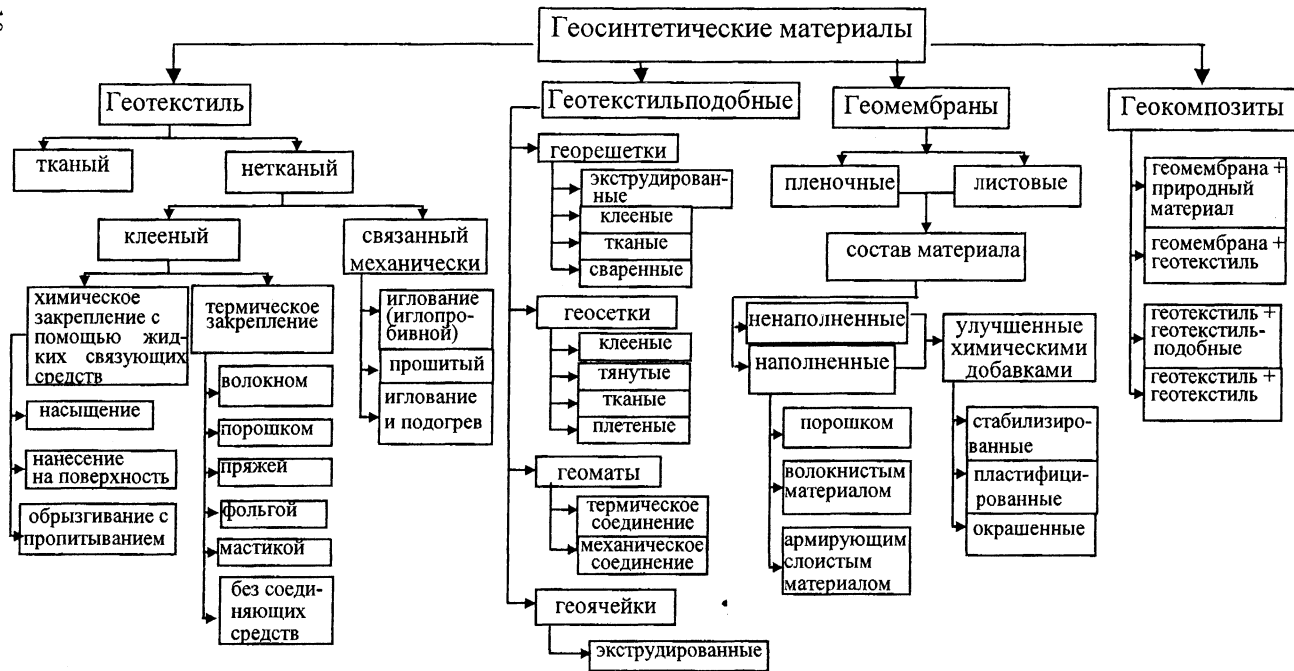 Геосинтетические материалы
Геотекстиль
тканый
нетканый
клееный
связанный
механически
химическое
закрепление с
помощью жид-
ких связующих
средств
насыщение
нанесение
на поверхность
обрызгивание с
пропитыванием
термическое
закрепление
волокном
порошком
пряжей
фольгой
мастикой
без соеди-
няющих
средств
иглование
(иглопро-
бивной)
прошитый
иглование
и подогрев
Геотекстильподобные
георешетки
экструдирован-
ные
клееные
тканые
сваренные
геосетки
клееные
тянутые
тканые
плетеные
геоматы
термическое
соединение
механическое
соединение
геоячейки
экструдированные
Геомембраны
пленочные
листовые
состав материала
ненаполненные
наполненные
порошком
волокнистым
материалом
армирующим
слоистым
материалом
улучшенные
химическими
добавками
стабилизиро-
ванные
пластифици-
рованные
окрашенные
Геокомпозиты
геомембрана +
природный
материал
геомембрана +
геотекстиль
геотекстиль +
геотекстиль-
подобные
геотекстиль +
геотекстиль